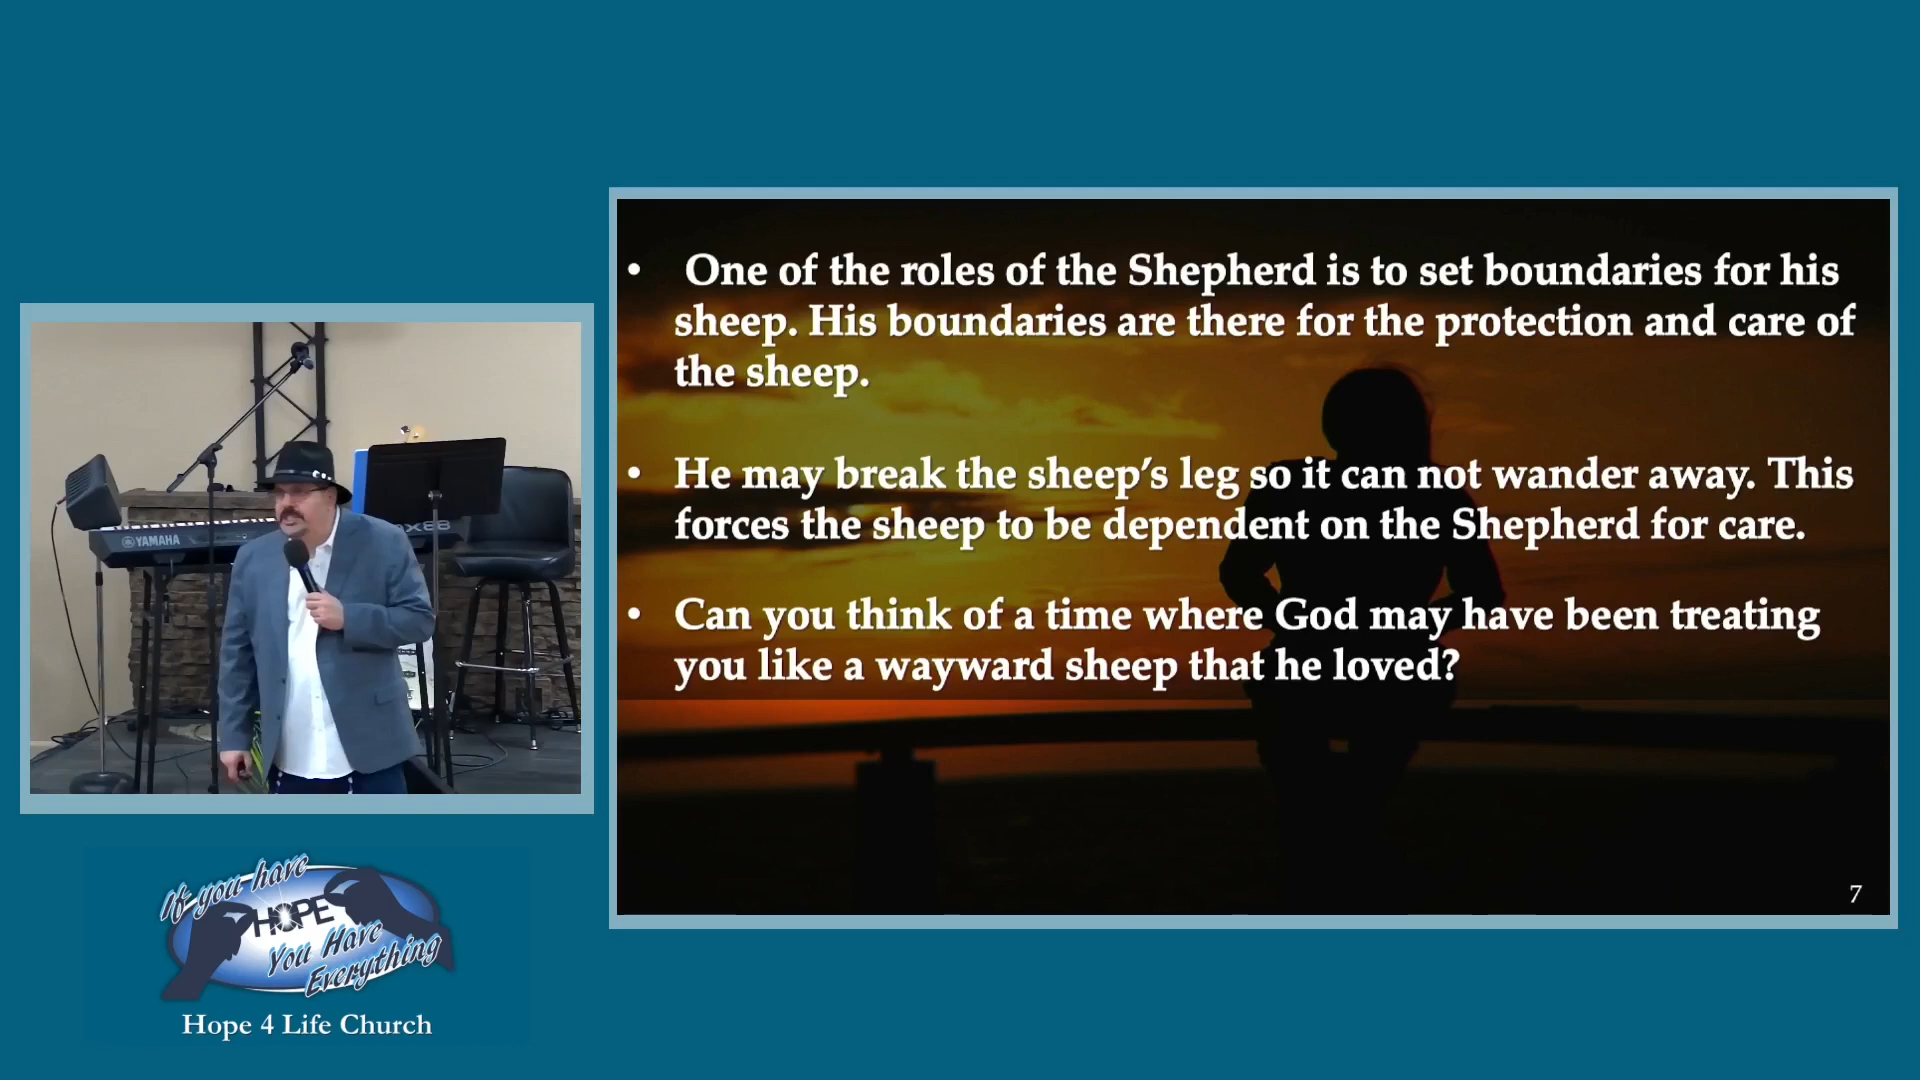 • One of the roles of the Shepherd is to set boundaries for his
sheep. His boundaries are there for the protection and care of
the sheep.
• He may break the sheep’s leg so it can not wander away. This
forces the sheep to be dependent on the Shepherd for care.
• Can you think of a time where God may have been treating
you like a wayward sheep that he loved?
7
YAMAHA
If you have
HOPE
You Have
Everything
Hope 4 Life Church